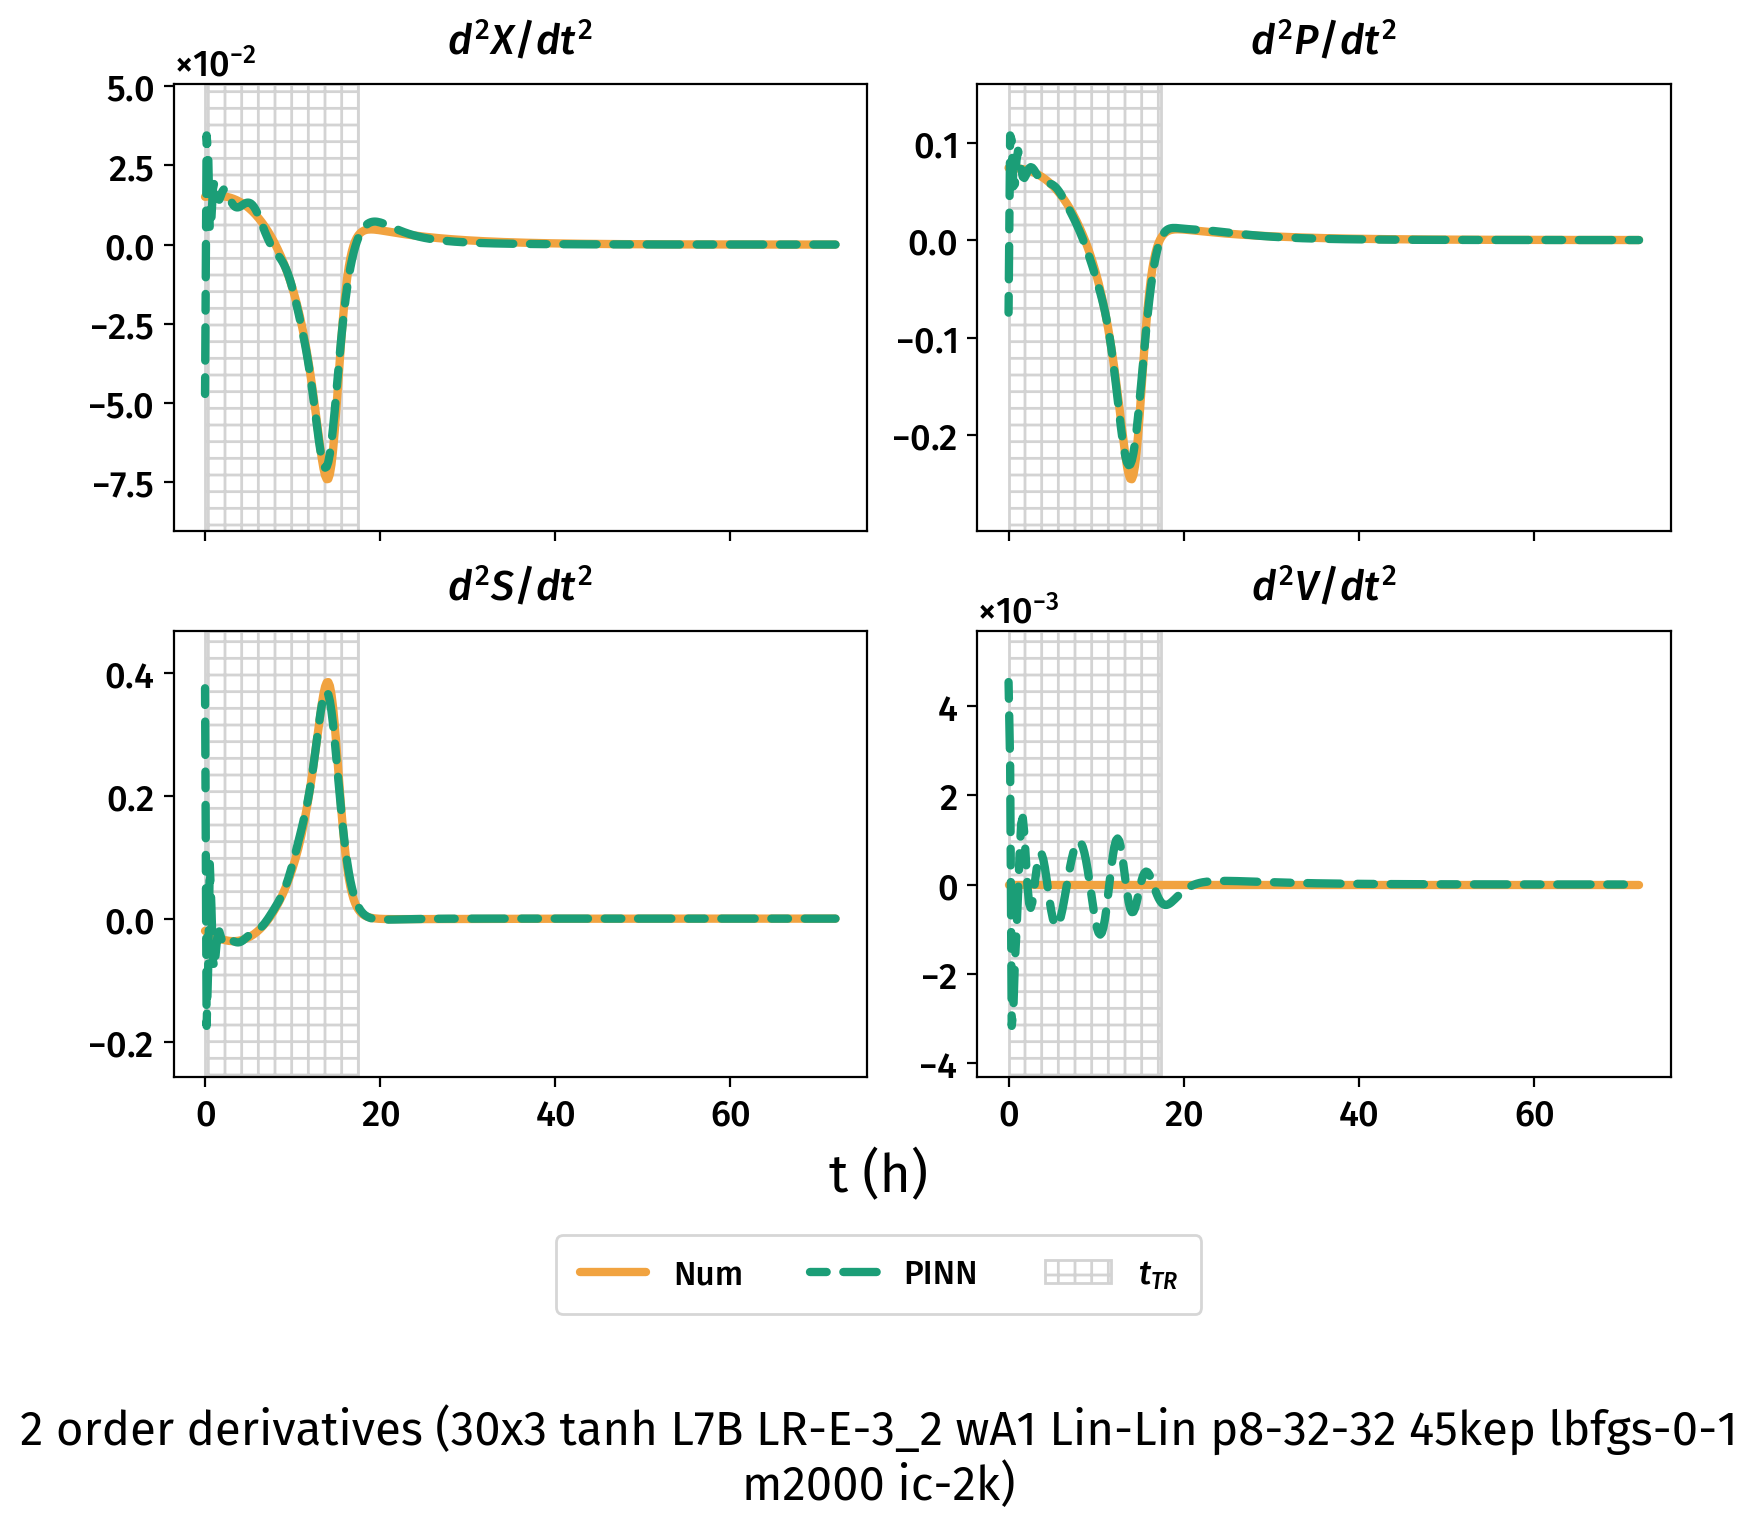 d²X/dt²
×10⁻²
5.0
2.5
0.0
−2.5
−5.0
−7.5
d²P/dt²
0.1
0.0
−0.1
−0.2
d²S/dt²
0.4
0.2
0.0
−0.2
0 20 40 60
d²V/dt²
×10⁻³
4
2
0
−2
−4
0 20 40 60
t (h)
Num PINN t_TR
2 order derivatives (30x3 tanh L7B LR-E-3_2 wA1 Lin-Lin p8-32-32 45kep lbfgs-0-1
m2000 ic-2k)